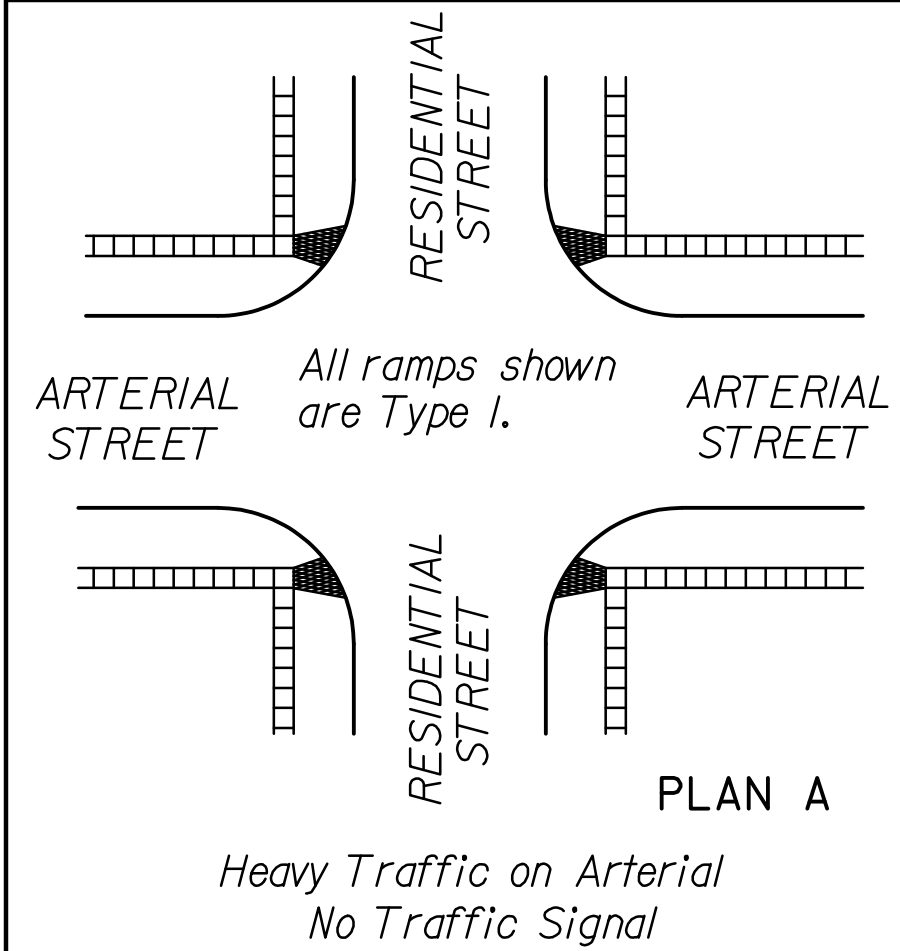 RESIDENTIAL
STREET
All ramps shown
are Type I.
ARTERIAL
STREET
ARTERIAL
STREET
RESIDENTIAL
STREET
PLAN A
Heavy Traffic on Arterial
No Traffic Signal